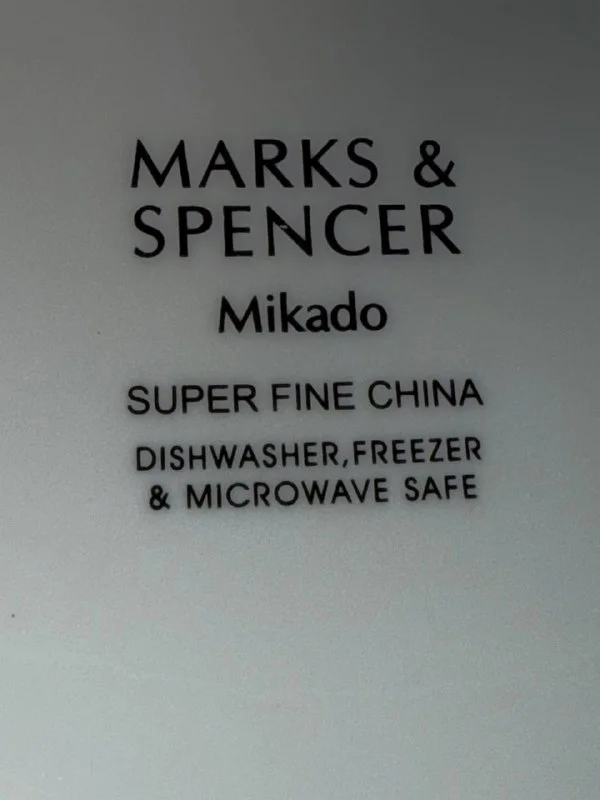 MARKS &
SPENCER
Mikado
SUPER FINE CHINA
DISHWASHER,FREEZER
& MICROWAVE SAFE